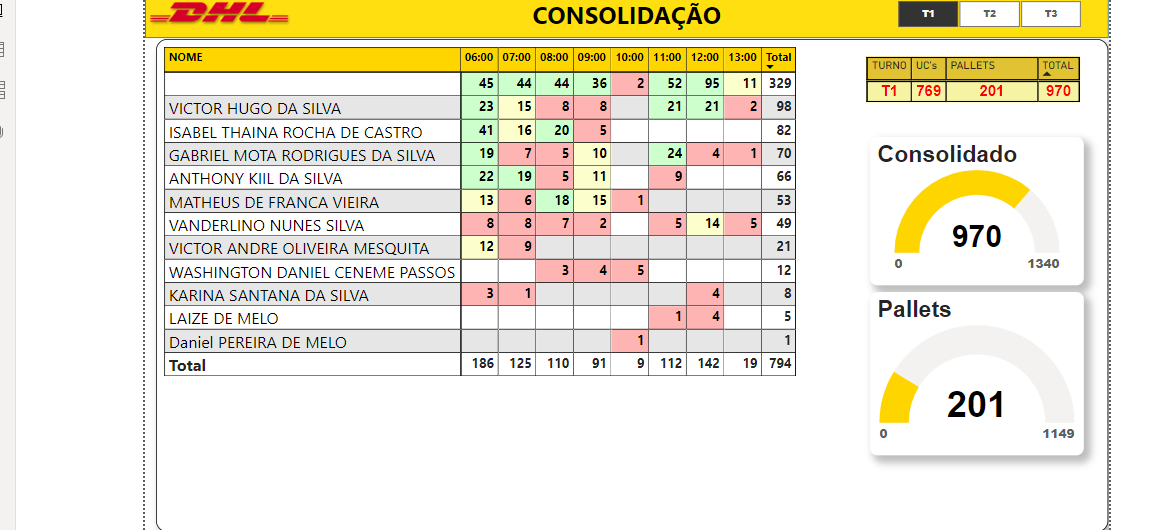 DHL CONSOLIDAÇÃO T1 T2 T3
NOME 06:00 07:00 08:00 09:00 10:00 11:00 12:00 13:00 Total
45 44 44 36 2 52 95 11 329
VICTOR HUGO DA SILVA 23 15 8 8 21 21 2 98
ISABEL THAINA ROCHA DE CASTRO 41 16 20 5 82
GABRIEL MOTA RODRIGUES DA SILVA 19 7 5 10 24 4 1 70
ANTHONY KIIL DA SILVA 22 19 5 11 9 66
MATHEUS DE FRANCA VIEIRA 13 6 18 15 1 53
VANDERLINO NUNES SILVA 8 8 7 2 5 14 5 49
VICTOR ANDRE OLIVEIRA MESQUITA 12 9 21
WASHINGTON DANIEL CENEME PASSOS 3 4 5 12
KARINA SANTANA DA SILVA 3 1 4 8
LAIZE DE MELO 1 4 5
Daniel PEREIRA DE MELO 1 1
Total 186 125 110 91 9 112 142 19 794
TURNO UC's PALLETS TOTAL
T1 769 201 970
Consolidado
970
0 1340
Pallets
201
0 1149